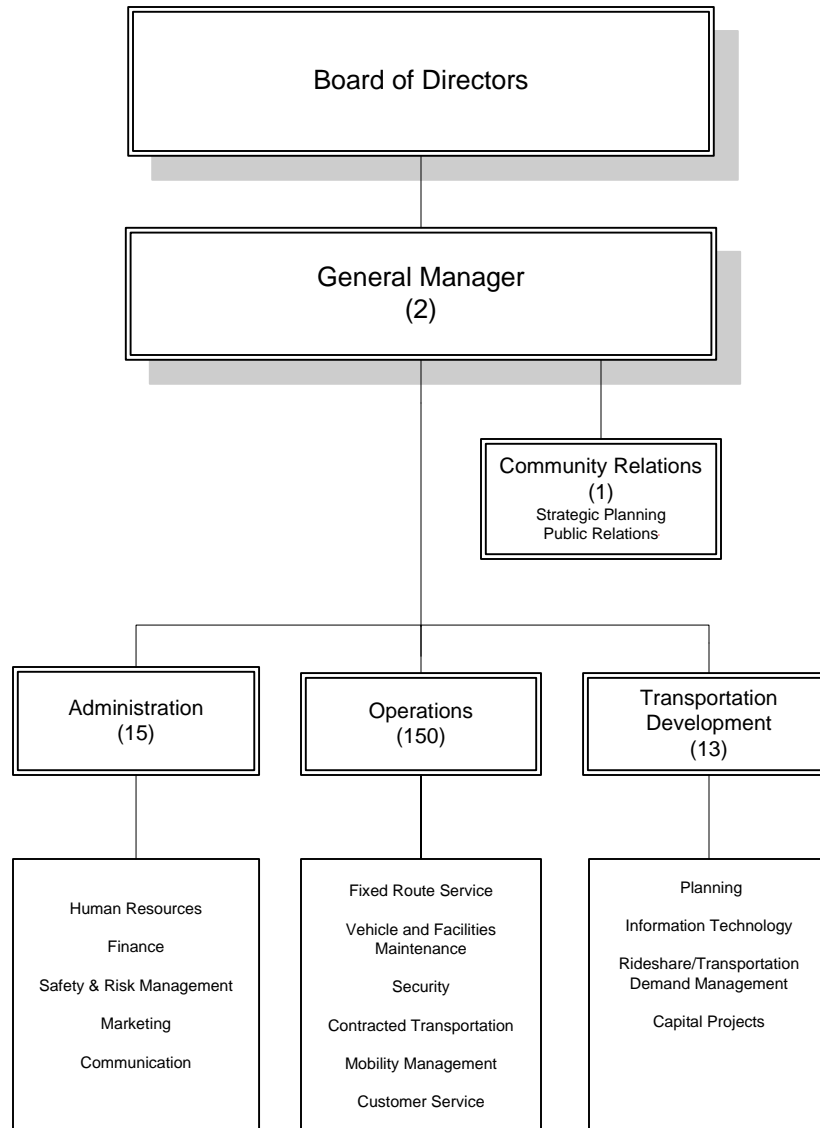 Board of Directors
General Manager
(2)
Community Relations
(1)
Strategic Planning
Public Relations
Administration
(15)
Operations
(150)
Transportation
Development
(13)
Human Resources
Finance
Safety & Risk Management
Marketing
Communication
Fixed Route Service
Vehicle and Facilities
Maintenance
Security
Contracted Transportation
Mobility Management
Customer Service
Planning
Information Technology
Rideshare/Transportation
Demand Management
Capital Projects